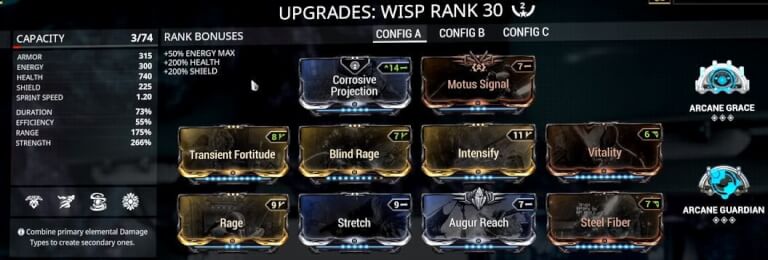 UPGRADES: WISP RANK 30
2
CAPACITY 3/74
ARMOR 315
ENERGY 300
HEALTH 740
SHIELD 225
SPRINT SPEED 1.20
DURATION 73%
EFFICIENCY 55%
RANGE 175%
STRENGTH 266%
Combine primary elemental Damage
Types to create secondary ones.
RANK BONUSES
+50% ENERGY MAX
+200% HEALTH
+200% SHIELD
CONFIG A CONFIG B CONFIG C
14
Corrosive
Projection
7
Motus Signal
8
Transient Fortitude
7
Blind Rage
11
Intensify
6
Vitality
9
Rage
9
Stretch
7
Augur Reach
7
Steel Fiber
ARCANE GRACE
ARCANE GUARDIAN